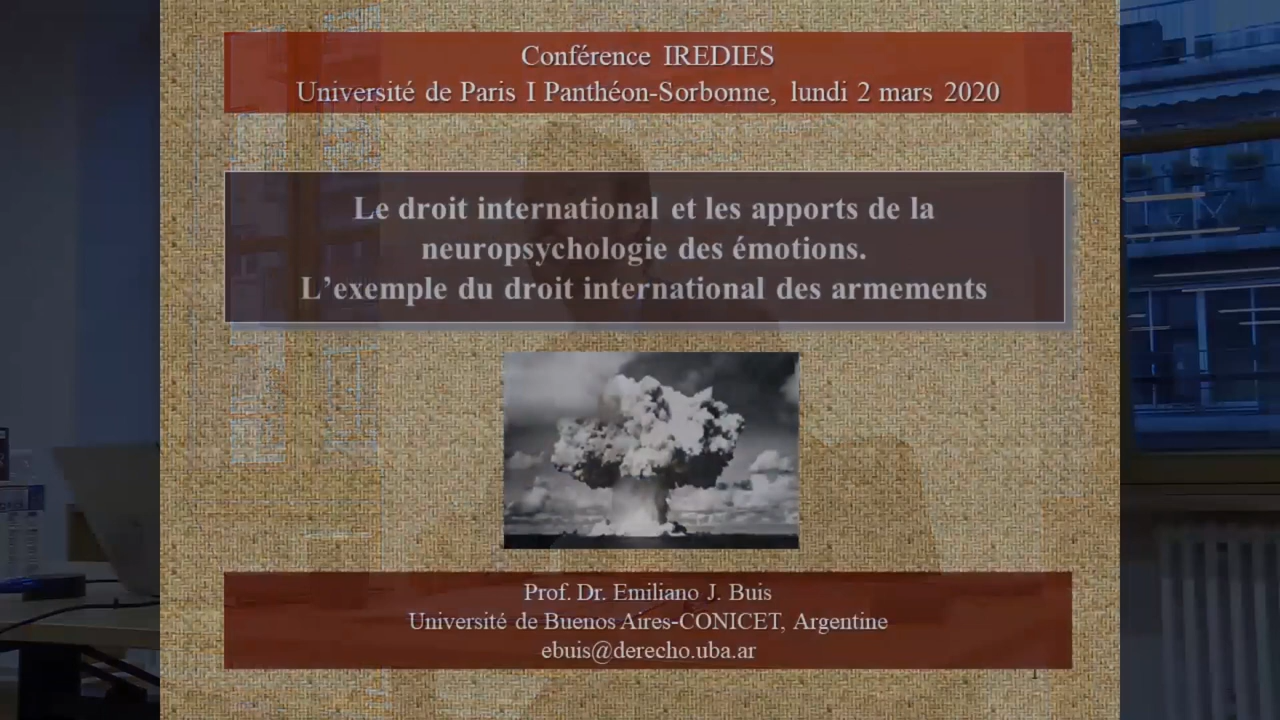 Conférence IREDIES
Université de Paris I Panthéon-Sorbonne, lundi 2 mars 2020
Le droit international et les apports de la
neuropsychologie des émotions.
L’exemple du droit international des armements
Prof. Dr. Emiliano J. Buis
Université de Buenos Aires-CONICET, Argentine
ebuis@derecho.uba.ar
1